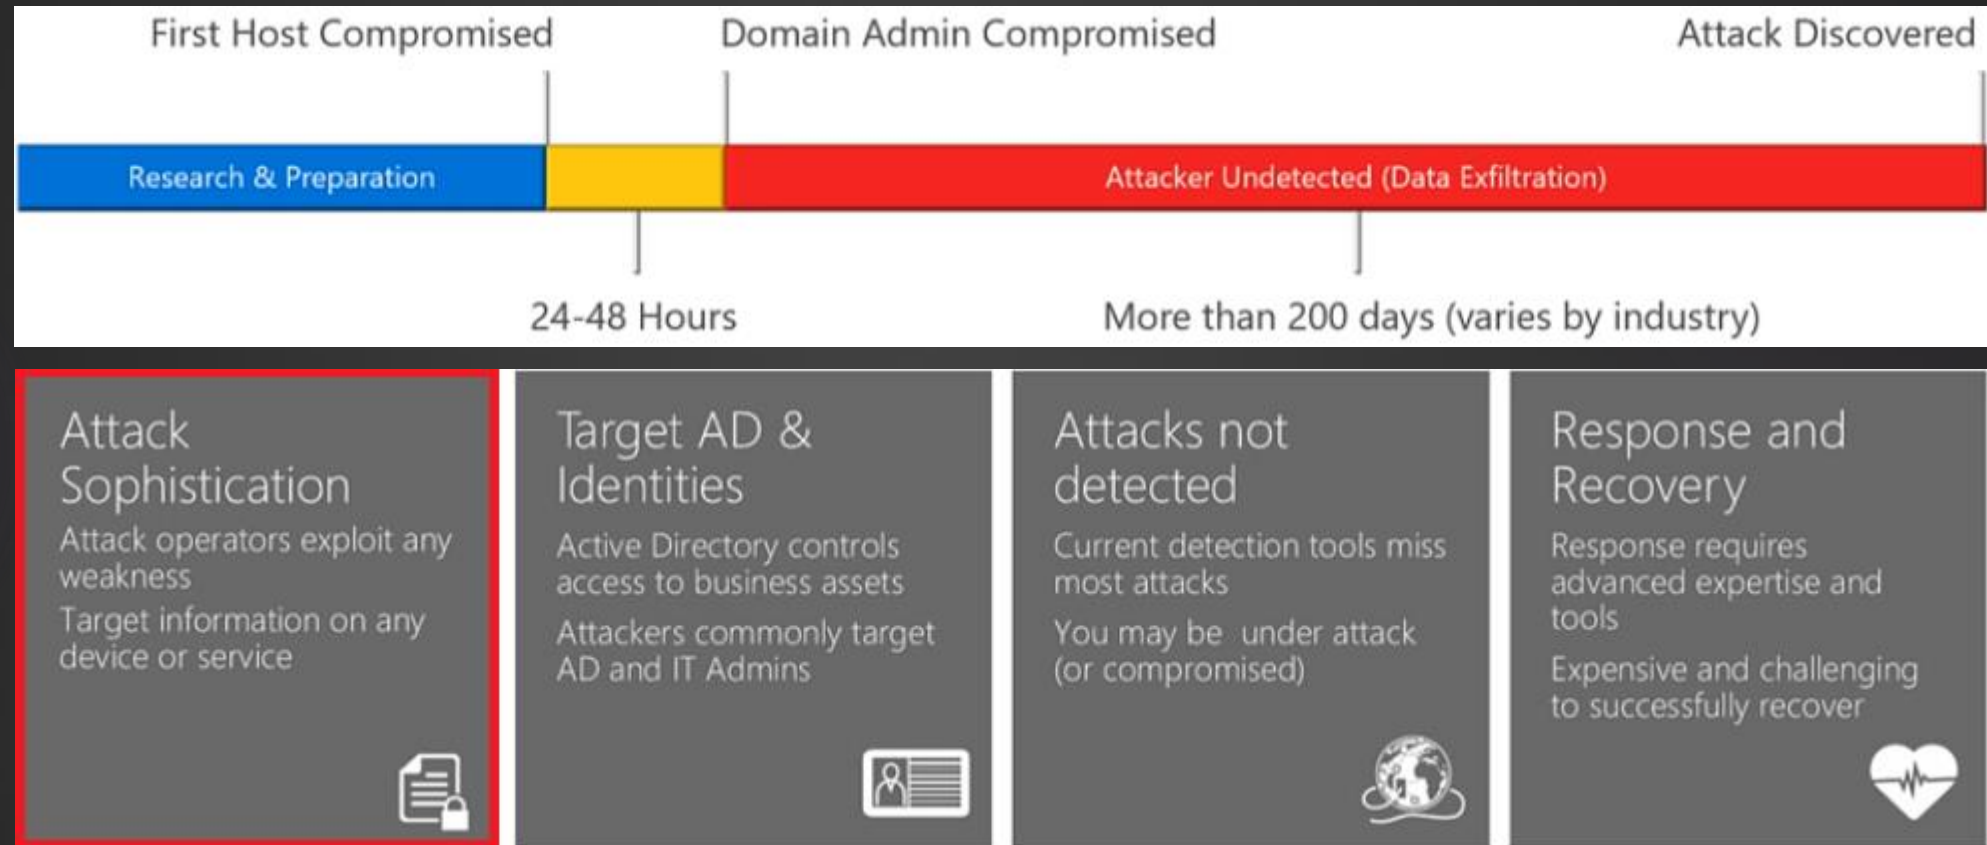 First Host Compromised
Domain Admin Compromised
Attack Discovered
Research & Preparation
Attacker Undetected (Data Exfiltration)
24-48 Hours
More than 200 days (varies by industry)
Attack
Sophistication
Attack operators exploit any
weakness
Target information on any
device or service
Target AD &
Identities
Active Directory controls
access to business assets
Attackers commonly target
AD and IT Admins
Attacks not
detected
Current detection tools miss
most attacks
You may be under attack
(or compromised)
Response and
Recovery
Response requires
advanced expertise and
tools
Expensive and challenging
to successfully recover